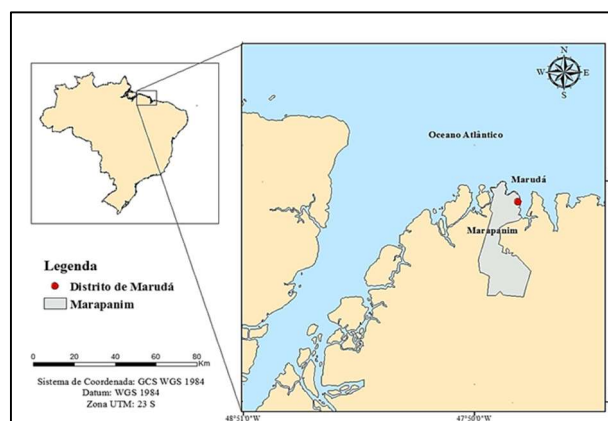 N
W
E
S
Oceano Atlântico
Marudá
Marapanim
Legenda
Distrito de Marudá
Marapanim
0
20
40
60
80
Km
Sistema de Coordenada: GCS WGS 1984
Datum: WGS 1984
Zona UTM: 23 S
48°51'0"W
47°50'0"W